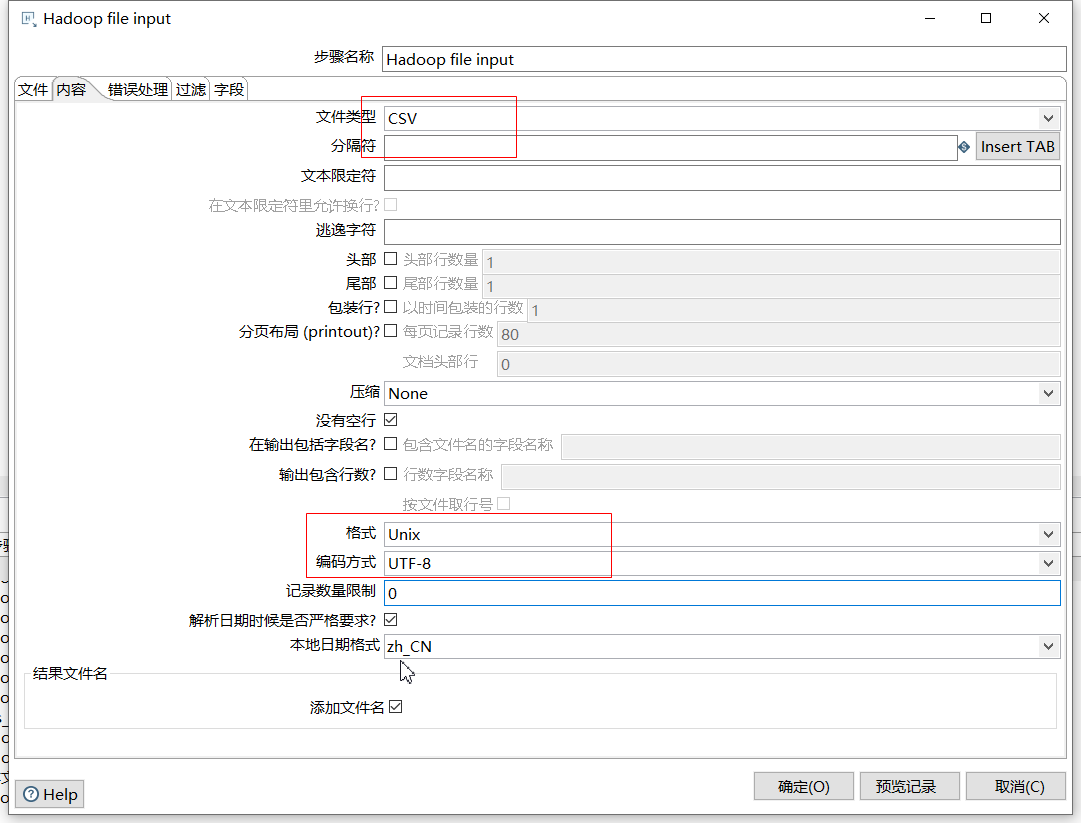 Hadoop file input
步骤名称 Hadoop file input
文件 内容 错误处理 过滤 字段
文件类型 CSV
分隔符 Insert TAB
文本限定符
在文本限定符里允许换行?
逃逸字符
头部 头部行数量 1
尾部 尾部行数量 1
包装行? 以时间包装的行数 1
分页布局 (printout)? 每页记录行数 80
文档头部行 0
压缩 None
没有空行
在输出包括字段名? 包含文件名的字段名称
输出包含行数? 行数字段名称
按文件取行号
格式 Unix
编码方式 UTF-8
记录数量限制 0
解析日期时候是否严格要求?
本地日期格式 zh_CN
结果文件名
添加文件名
Help 确定(O) 预览记录 取消(C)